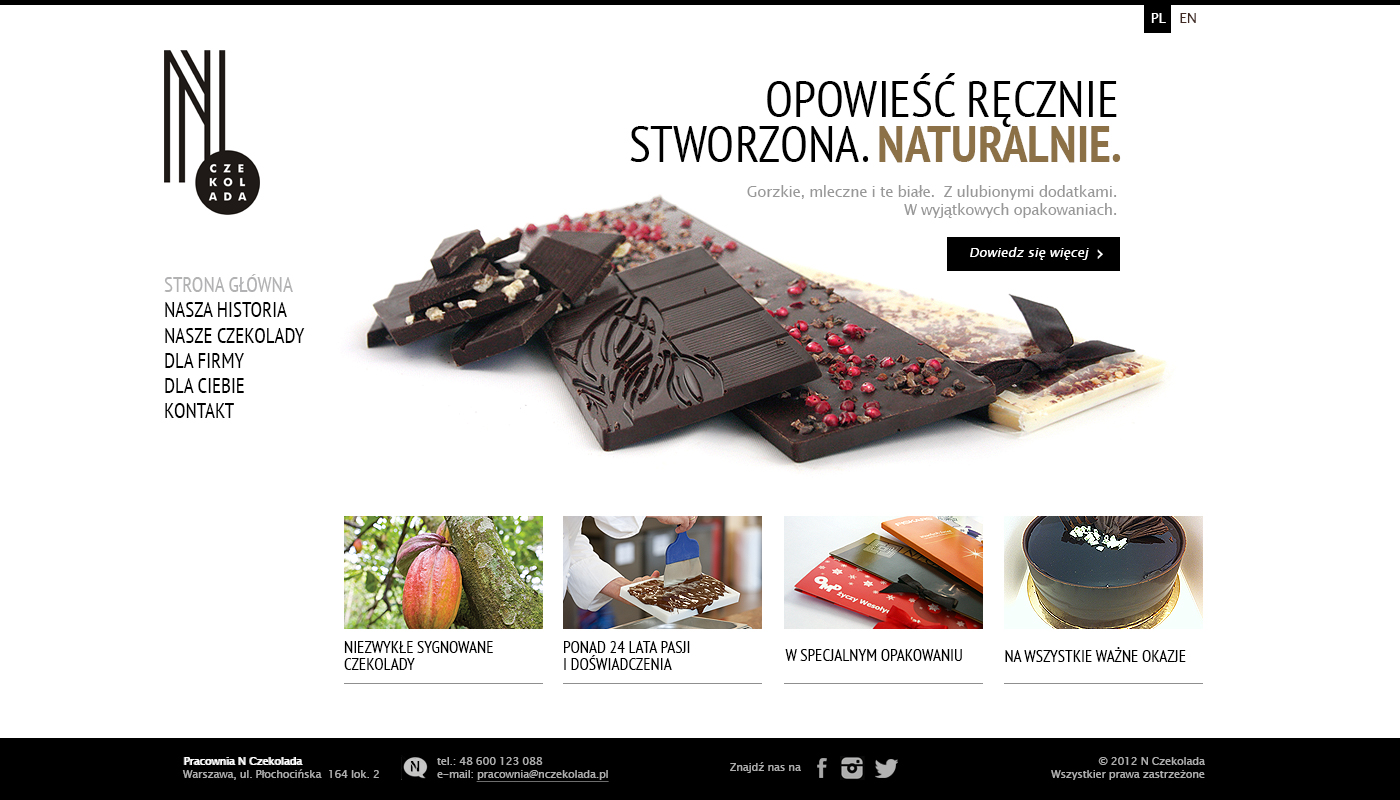 PL EN
N
CZE
KOL
ADA
OPOWIEŚĆ RĘCZNIE
STWORZONA. NATURALNIE.
Gorzkie, mleczne i te białe. Z ulubionymi dodatkami.
W wyjątkowych opakowaniach.
Dowiedz się więcej
STRONA GŁÓWNA
NASZA HISTORIA
NASZE CZEKOLADY
DLA FIRMY
DLA CIEBIE
KONTAKT
życzy Wesoły
NIEZWYKŁE SYGNOWANE
CZEKOLADY
PONAD 24 LATA PASJI
I DOŚWIADCZENIA
W SPECJALNYM OPAKOWANIU
NA WSZYSTKIE WAŻNE OKAZJE
Pracownia N Czekolada
Warszawa, ul. Płochocińska 164 lok. 2
N
tel.: 48 600 123 088
e-mail: pracownia@nczekolada.pl
Znajdź nas na
© 2012 N Czekolada
Wszystkier prawa zastrzeżone